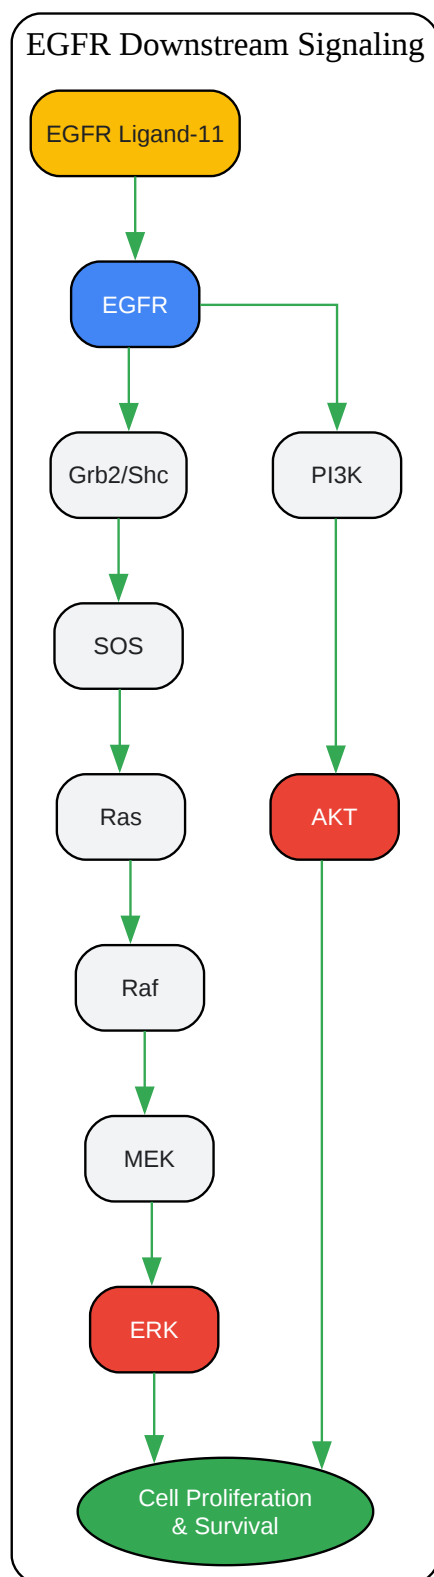 EGFR Downstream Signaling
EGFR Ligand-11
EGFR
Grb2/Shc
PI3K
SOS
Ras
AKT
Raf
MEK
ERK
Cell Proliferation
& Survival